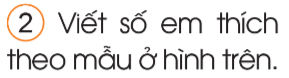 2 Viết số em thích
theo mẫu ở hình trên.